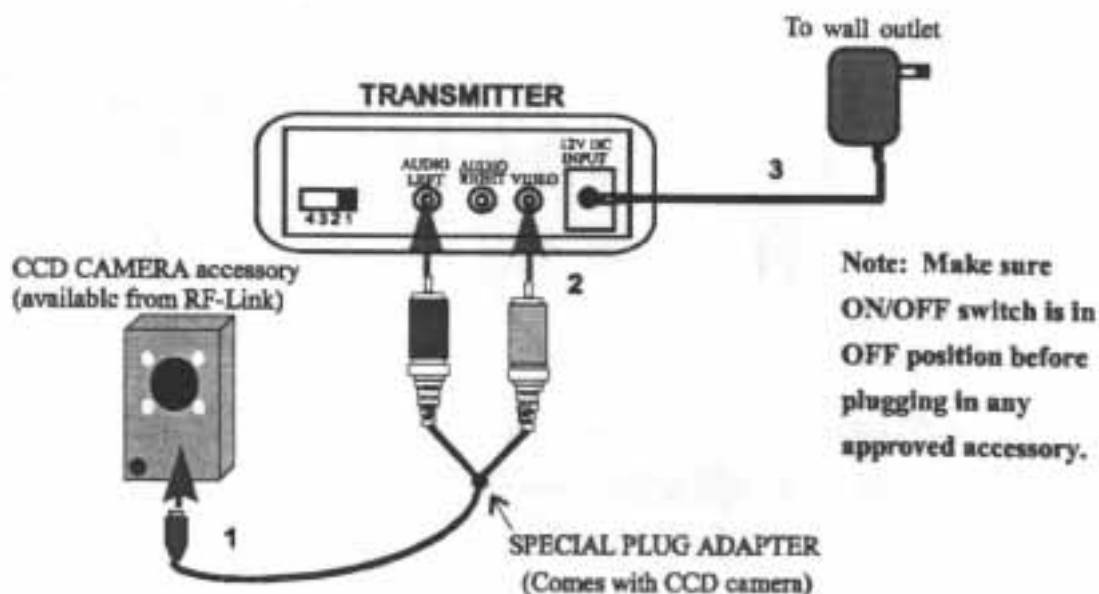 To wall outlet
TRANSMITTER
12V DC
INPUT
AUDIO
LEFT
AUDIO
RIGHT
VIDEO
4 3 2 1
3
2
CCD CAMERA accessory
(available from RF-Link)
Note: Make sure
ON/OFF switch is in
OFF position before
plugging in any
approved accessory.
1
SPECIAL PLUG ADAPTER
(Comes with CCD camera)